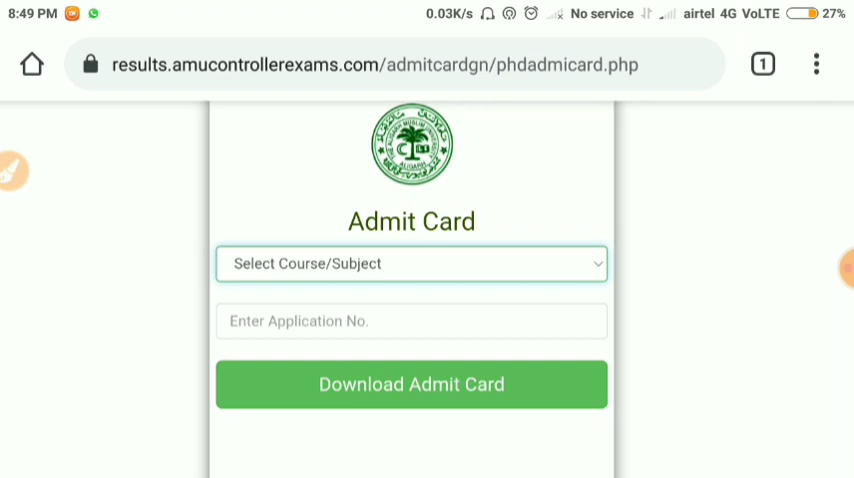 8:49 PM 0.03K/s No service airtel 4G VoLTE 27%
results.amucontrollerexams.com/admitcardgn/phdadmicard.php 1
Admit Card
Select Course/Subject
Enter Application No.
Download Admit Card